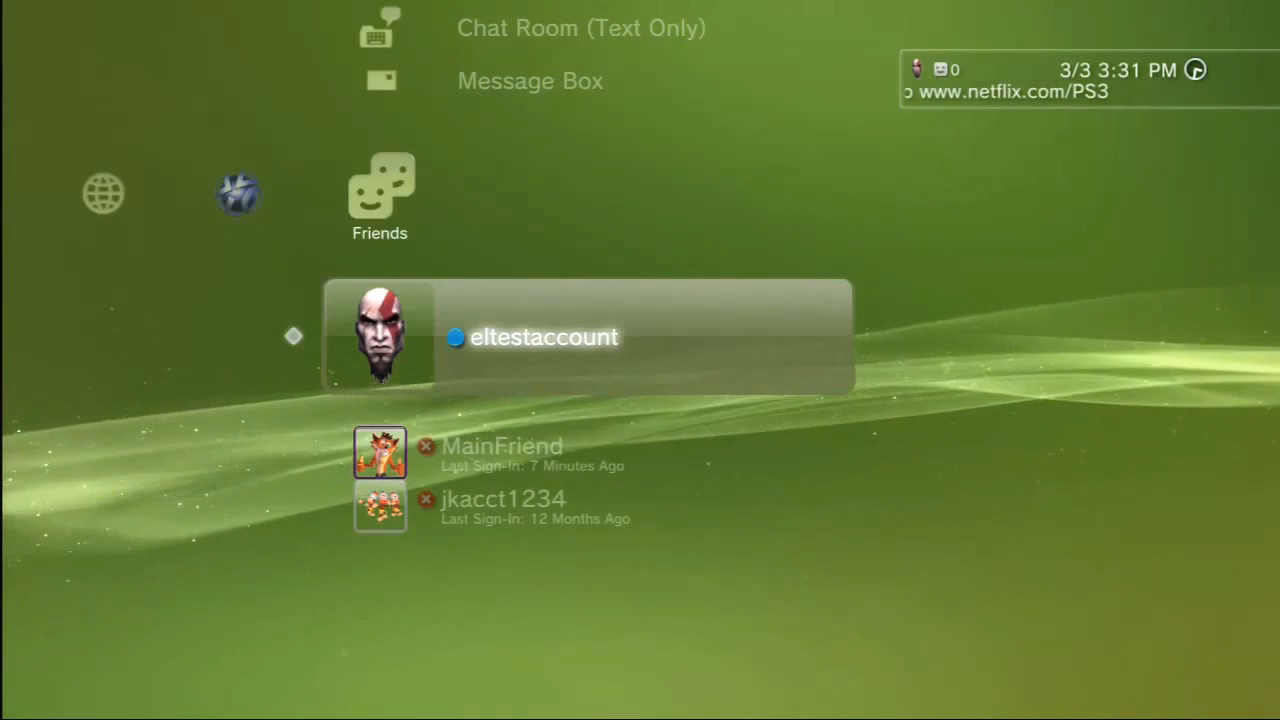 Chat Room (Text Only)
Message Box
0
3/3 3:31 PM
www.netflix.com/PS3
Friends
eltestaccount
MainFriend
Last Sign-In: 7 Minutes Ago
jkacct1234
Last Sign-In: 12 Months Ago